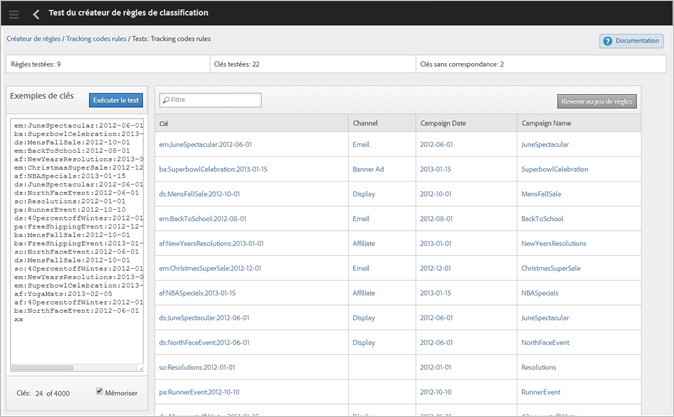 Test du créateur de règles de classification
Créateur de règles / Tracking codes rules / Tests: Tracking codes rules
Documentation
Règles testées: 9
Clés testées: 22
Clés sans correspondance: 2
Exemples de clés
Exécuter le test
em:JuneSpectacular:2012-06-01
ba:SuperbowlCelebration:2013-
ds:MensFallSale:2012-10-01
em:BackToSchool:2012-08-01
af:NewYearsResolutions:2013-0
em:ChristmasSuperSale:2012-12
af:NBASpecials:2013-01-15
ds:JuneSpectacular:2012-06-01
ds:NorthFaceEvent:2012-06-01
so:Resolutions:2012-01-01
pa:RunnerEvent:2012-10-10
ds:40percentoffWinter:2012-01
pa:FreeShippingEvent:2012-12-
ba:MensFallSale:2012-10-01
ba:FreeShippingEvent:2013-01-
so:NorthFaceEvent:2012-06-01
ds:MensFallSale:2012-10-01
so:40percentoffWinter:2012-01
em:NewYearsResolutions:2013-0
em:SuperbowlCelebration:2013-
af:YogaMats:2013-02-05
af:40percentoffWinter:2012-01
ba:NorthFaceEvent:2012-06-01
xx
Clés: 24 of 4000
Mémoriser
Filtre
Revenir au jeu de règles
Clé Channel Campaign Date Campaign Name
em:JuneSpectacular:2012-06-01 Email 2012-06-01 JuneSpectacular
ba:SuperbowlCelebration:2013-01-15 Banner Ad 2013-01-15 SuperbowlCelebration
ds:MensFallSale:2012-10-01 Display 2012-10-01 MensFallSale
em:BackToSchool:2012-08-01 Email 2012-08-01 BackToSchool
af:NewYearsResolutions:2013-01-01 Affiliate 2013-01-01 NewYearsResolutions
em:ChristmasSuperSale:2012-12-01 Email 2012-12-01 ChristmasSuperSale
af:NBASpecials:2013-01-15 Affiliate 2013-01-15 NBASpecials
ds:JuneSpectacular:2012-06-01 Display 2012-06-01 JuneSpectacular
ds:NorthFaceEvent:2012-06-01 Display 2012-06-01 NorthFaceEvent
so:Resolutions:2012-01-01 2012-01-01 Resolutions
pa:RunnerEvent:2012-10-10 2012-10-10 RunnerEvent